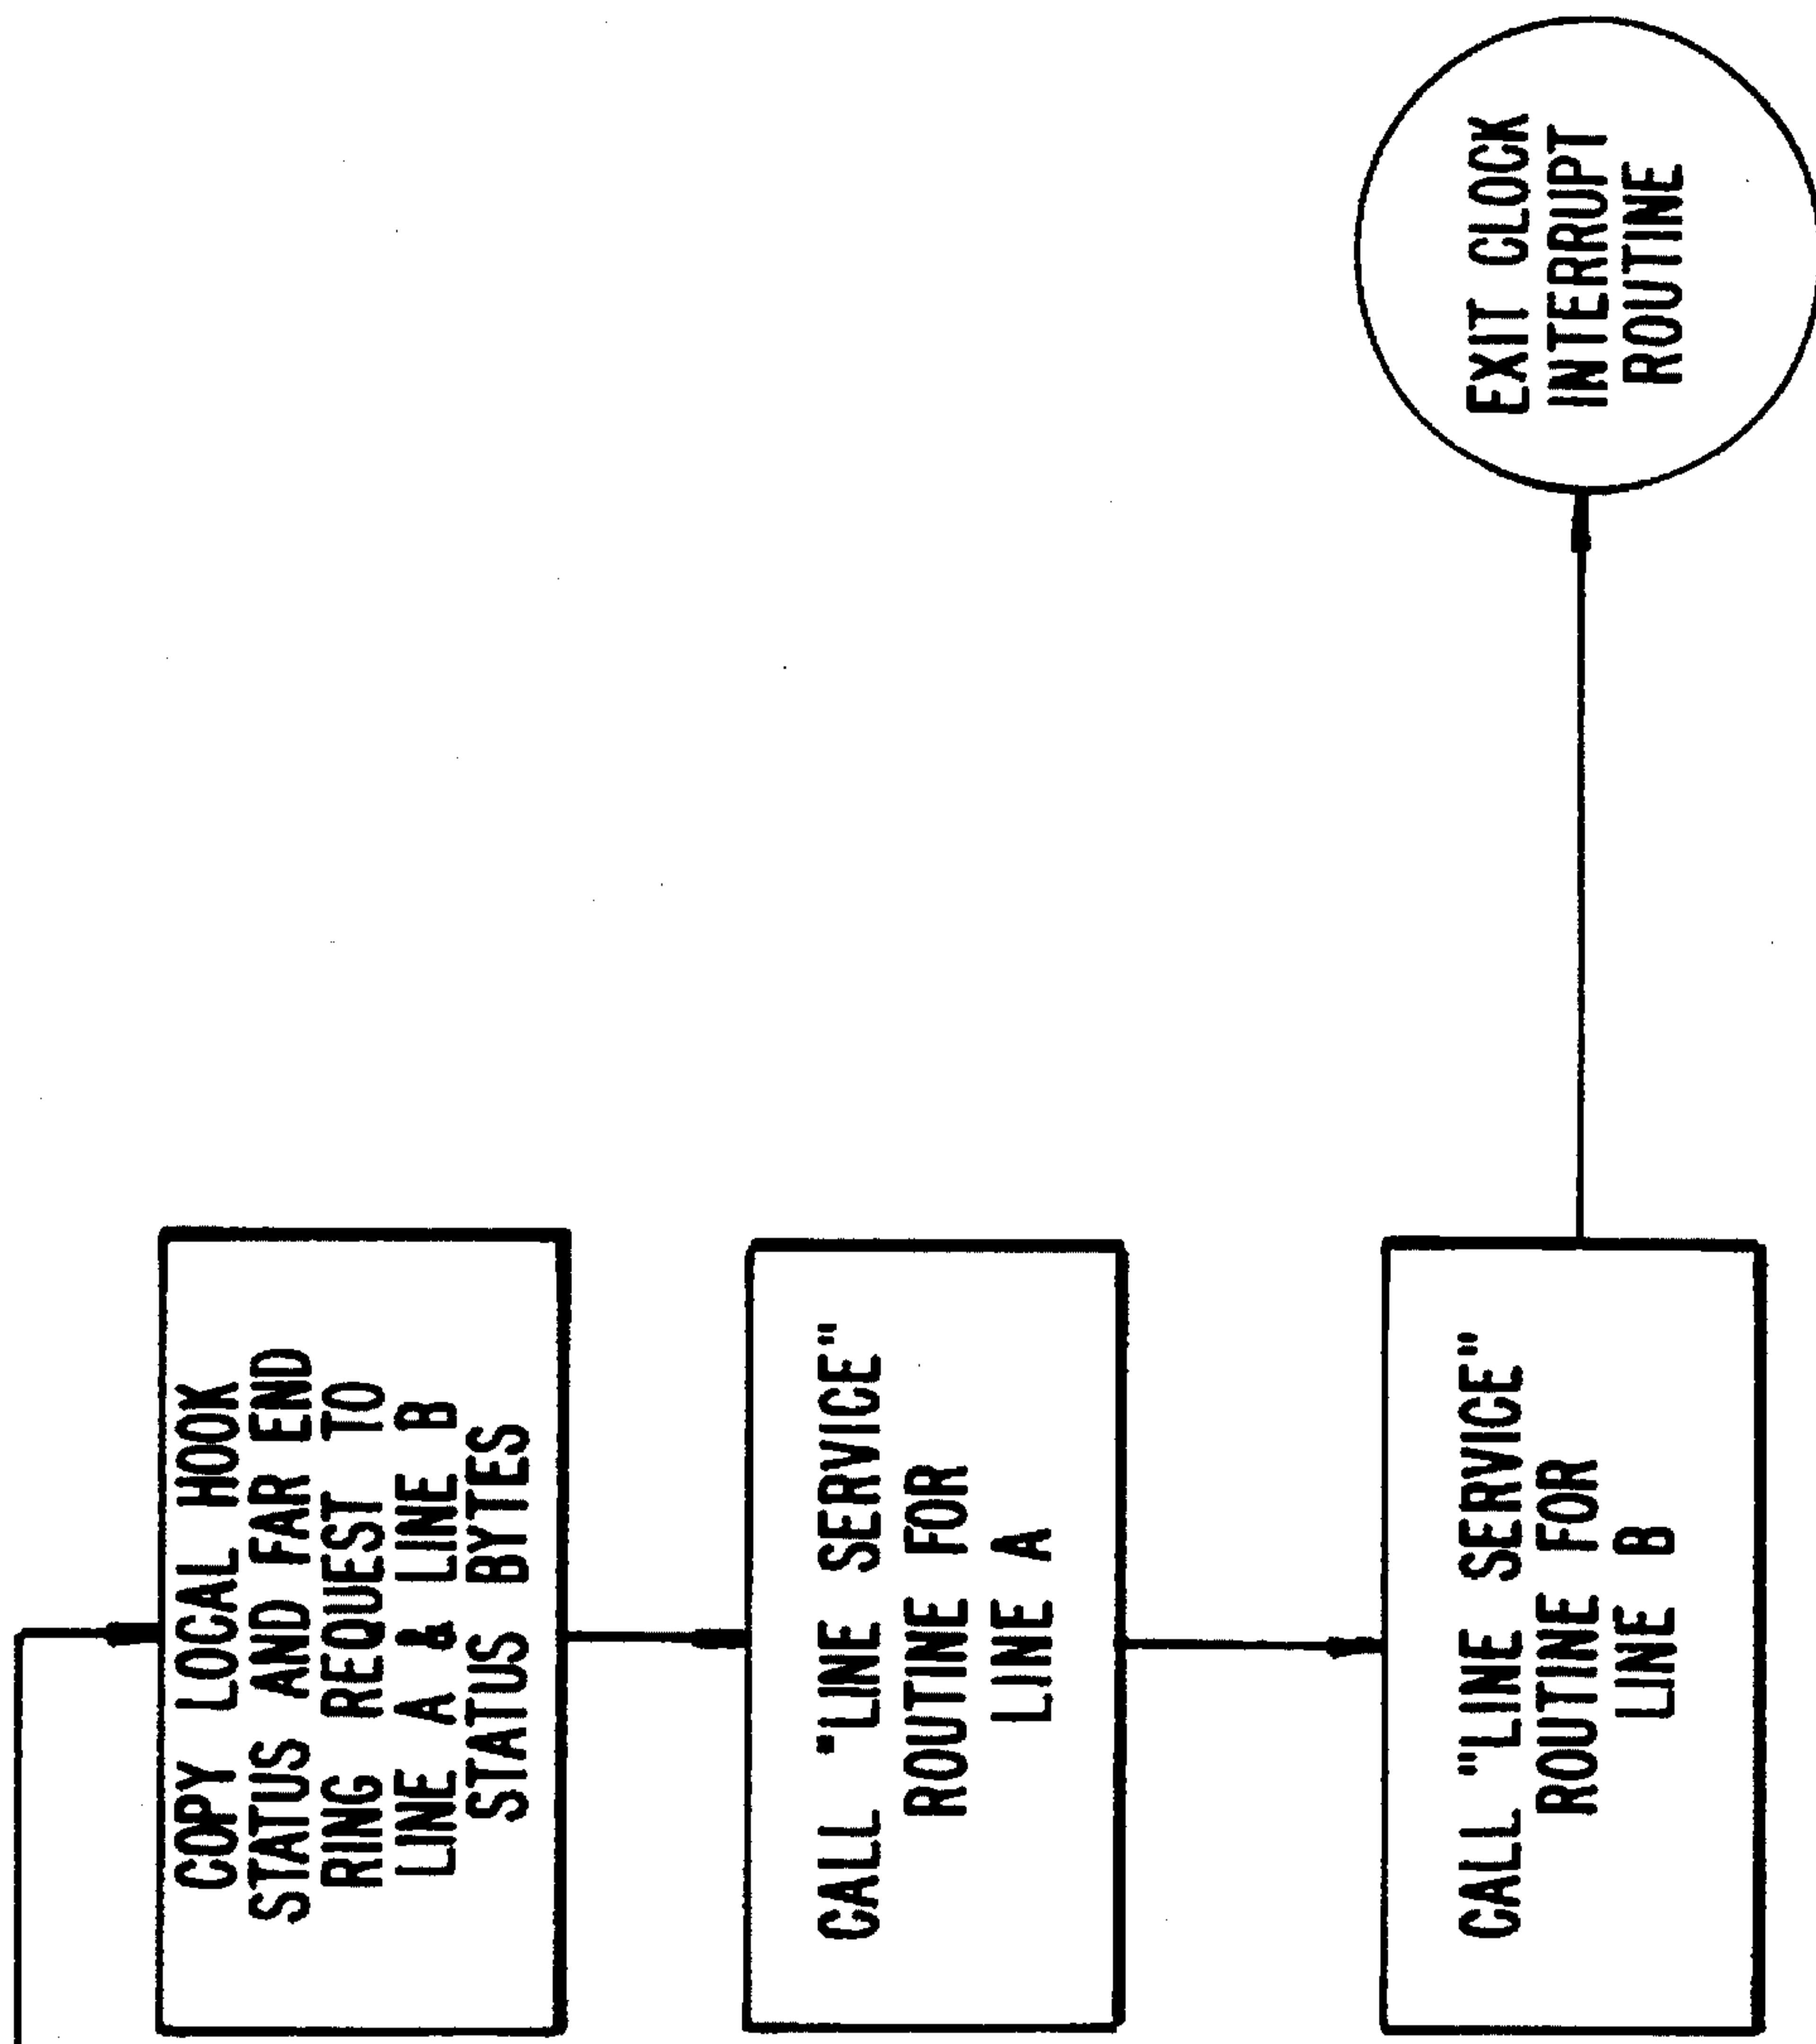 COPY LOCAL HOOK
STATUS AND FAR END
RING REQUEST TO
LINE A & LINE B
STATUS BYTES
CALL "LINE SERVICE"
ROUTINE FOR
LINE A
CALL "LINE SERVICE"
ROUTINE FOR
LINE B
EXIT CLOCK
INTERRUPT
ROUTINE